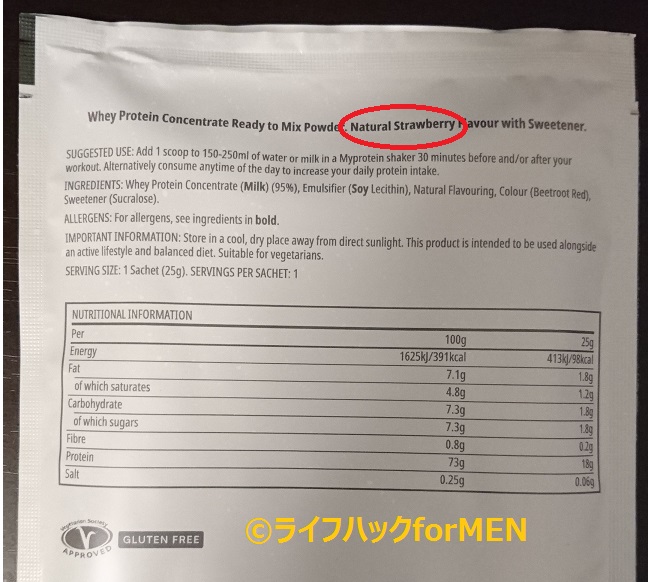 Whey Protein Concentrate Ready to Mix Powder. Natural Strawberry Flavour with Sweetener.
SUGGESTED USE: Add 1 scoop to 150-250ml of water or milk in a Myprotein shaker 30 minutes before and/or after your
workout. Alternatively consume anytime of the day to increase your daily protein intake.
INGREDIENTS: Whey Protein Concentrate (Milk) (95%), Emulsifier (Soy Lecithin), Natural Flavouring, Colour (Beetroot Red),
Sweetener (Sucralose).
ALLERGENS: For allergens, see ingredients in bold.
IMPORTANT INFORMATION: Store in a cool, dry place away from direct sunlight. This product is intended to be used alongside
an active lifestyle and balanced diet. Suitable for vegetarians.
SERVING SIZE: 1 Sachet (25g). SERVINGS PER SACHET: 1
NUTRITIONAL INFORMATION
Per 100g 25g
Energy 1625kJ/391kcal 413kJ/98kcal
Fat 7.1g 1.8g
of which saturates 4.8g 1.2g
Carbohydrate 7.3g 1.8g
of which sugars 7.3g 1.8g
Fibre 0.8g 0.2g
Protein 73g 18g
Salt 0.25g 0.06g
Vegetarian Society
V
APPROVED
GLUTEN FREE
©ライフハックforMEN